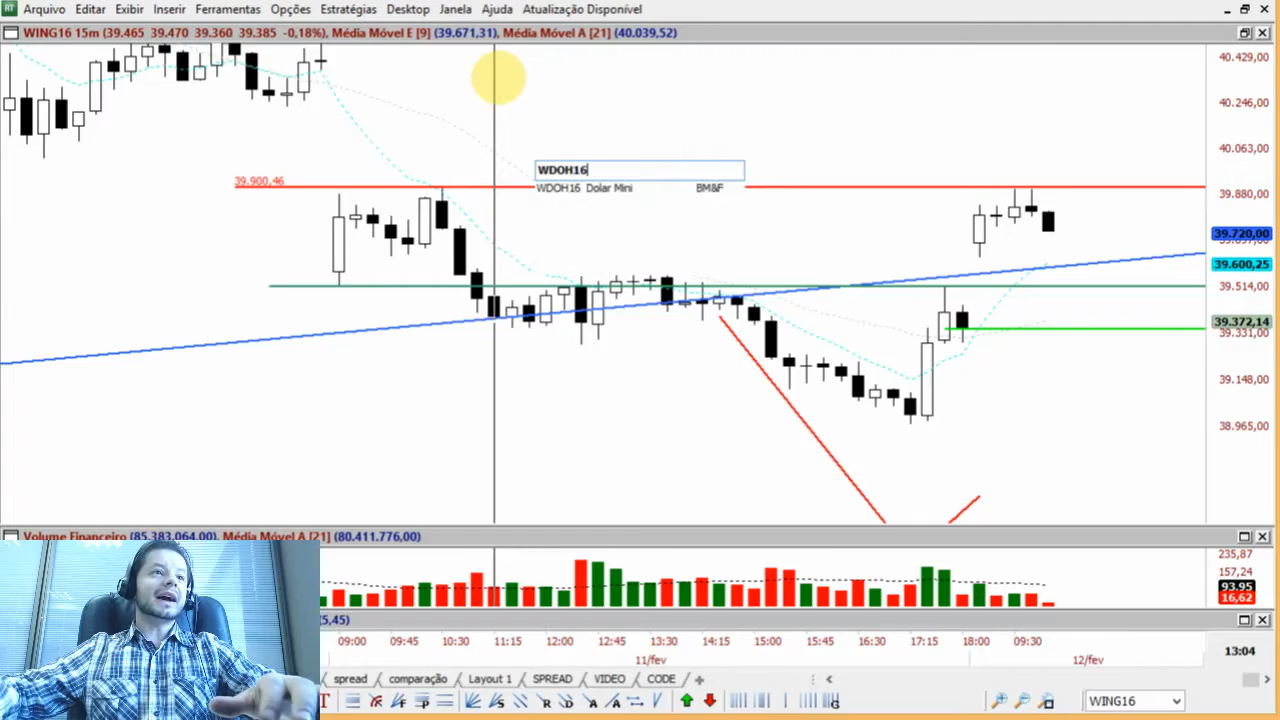 RT Arquivo Editar Exibir Inserir Ferramentas Opções Estratégias Desktop Janela Ajuda Atualização Disponível
WING16 15m (39.465 39.470 39.360 39.385 -0,18%), Média Móvel E [9] (39.671,31), Média Móvel A [21] (40.039,52)
40.429,00
40.246,00
40.063,00
WDOH16
WDOH16 Dolar Mini BM&F
39.900,46
39.880,00
39.720,00
39.600,25
39.514,00
39.372,14
39.331,00
39.148,00
38.965,00
Volume Financeiro (85.383.064,00), Média Móvel A [21] (80.411.776,00)
235,87
157,24
93,95
16,62
5,45)
09:00 09:45 10:30 11:15 12:00 12:45 13:30 14:15 15:00 15:45 16:30 17:15 18:00 09:30
11/fev 12/fev
13:04
spread comparação Layout 1 SPREAD VIDEO CODE
WING16